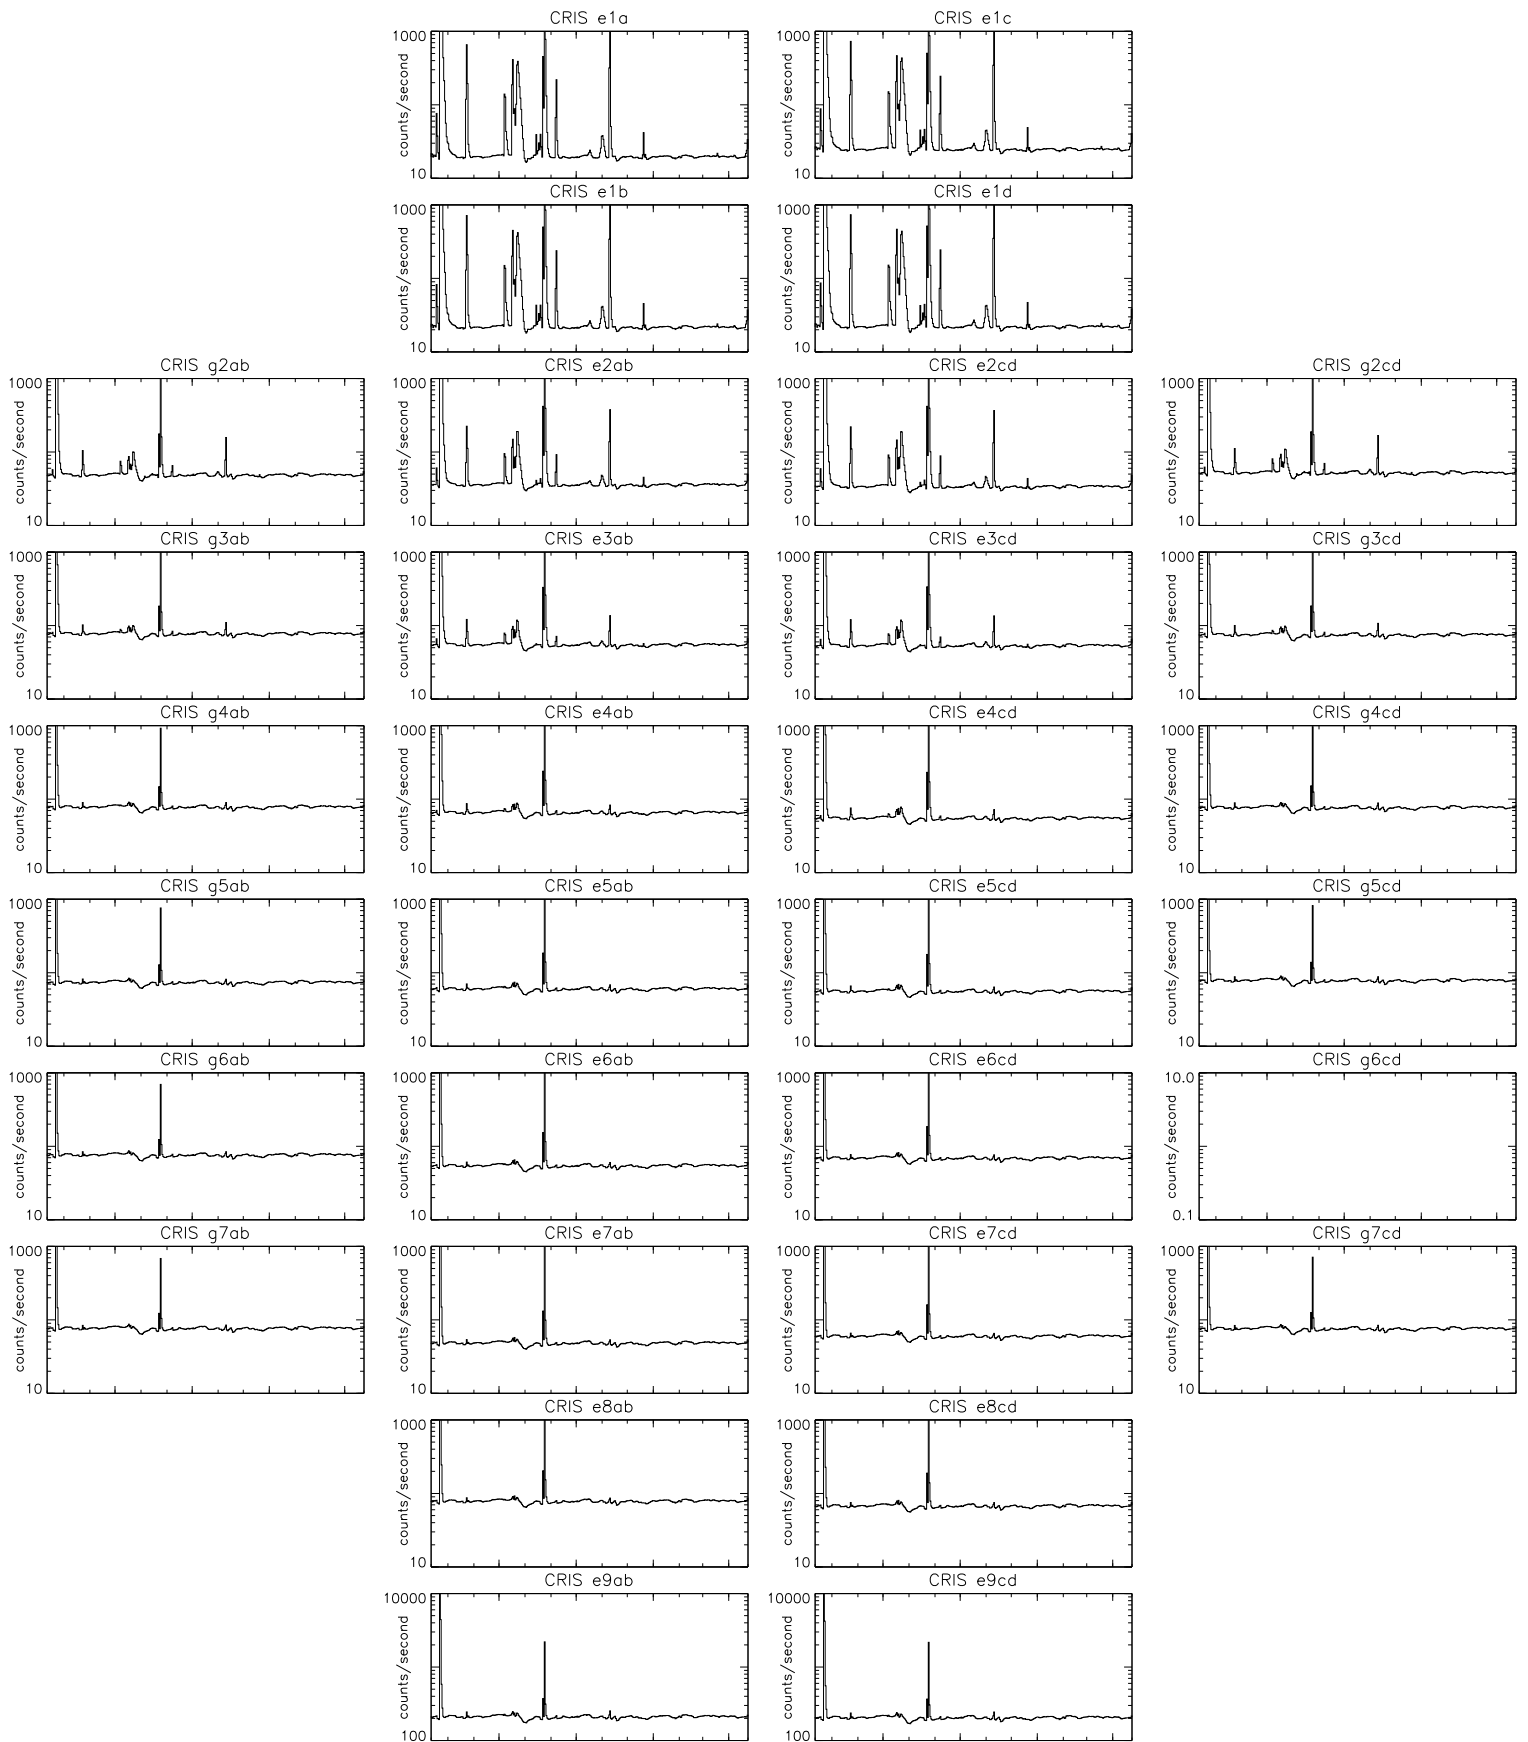 CRIS e1a
CRIS e1c
1000
counts/second
10
1000
counts/second
10
CRIS e1b
CRIS e1d
1000
counts/second
10
1000
counts/second
10
CRIS g2ab
CRIS e2ab
CRIS e2cd
CRIS g2cd
1000
counts/second
10
1000
counts/second
10
1000
counts/second
10
1000
counts/second
10
CRIS g3ab
CRIS e3ab
CRIS e3cd
CRIS g3cd
1000
counts/second
10
1000
counts/second
10
1000
counts/second
10
1000
counts/second
10
CRIS g4ab
CRIS e4ab
CRIS e4cd
CRIS g4cd
1000
counts/second
10
1000
counts/second
10
1000
counts/second
10
1000
counts/second
10
CRIS g5ab
CRIS e5ab
CRIS e5cd
CRIS g5cd
1000
counts/second
10
1000
counts/second
10
1000
counts/second
10
1000
counts/second
10
CRIS g6ab
CRIS e6ab
CRIS e6cd
CRIS g6cd
1000
counts/second
10
1000
counts/second
10
1000
counts/second
10
10.0
counts/second
0.1
CRIS g7ab
CRIS e7ab
CRIS e7cd
CRIS g7cd
1000
counts/second
10
1000
counts/second
10
1000
counts/second
10
1000
counts/second
10
CRIS e8ab
CRIS e8cd
1000
counts/second
10
1000
counts/second
10
CRIS e9ab
CRIS e9cd
10000
counts/second
100
10000
counts/second
100